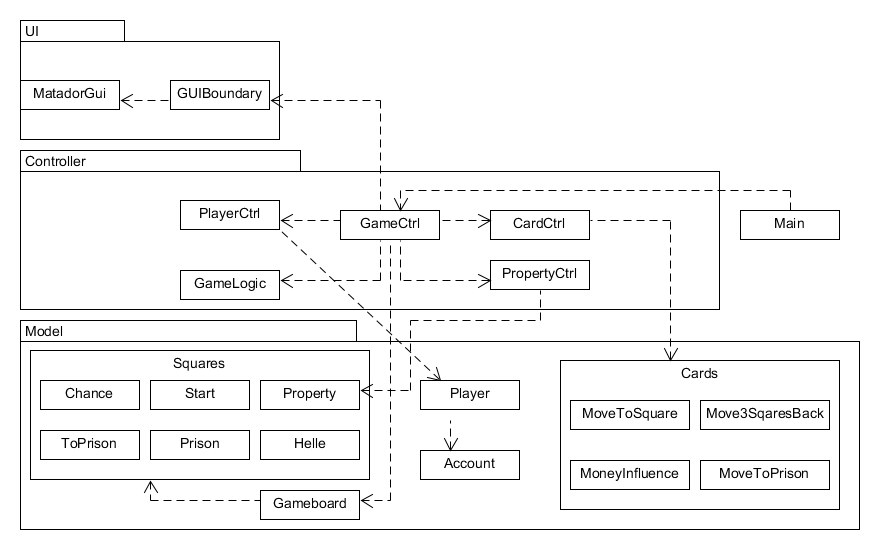 UI
MatadorGui
GUIBoundary
Controller
PlayerCtrl
GameCtrl
CardCtrl
Main
GameLogic
PropertyCtrl
Model
Squares
Cards
Chance
Start
Property
Player
MoveToSquare
Move3SqaresBack
ToPrison
Prison
Helle
Account
MoneyInfluence
MoveToPrison
Gameboard